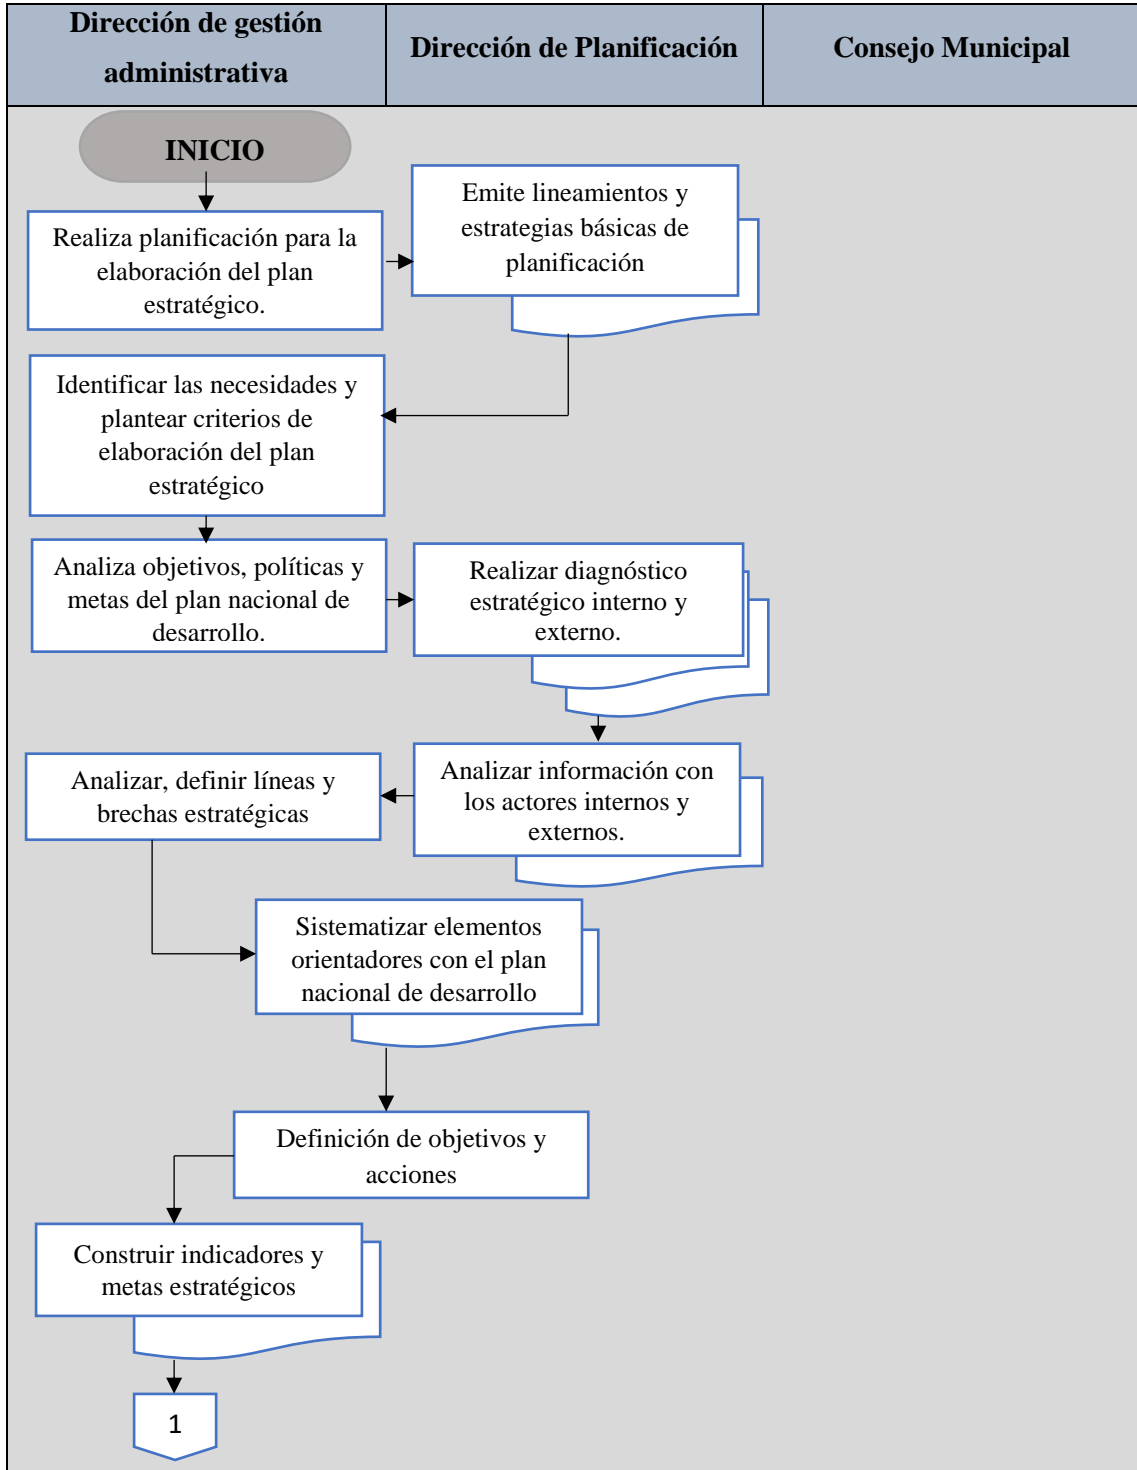 Dirección de gestión
administrativa
Dirección de Planificación
Consejo Municipal
INICIO
Realiza planificación para la
elaboración del plan
estratégico.
Emite lineamientos y
estrategias básicas de
planificación
Identificar las necesidades y
plantear criterios de
elaboración del plan
estratégico
Analiza objetivos, políticas y
metas del plan nacional de
desarrollo.
Realizar diagnóstico
estratégico interno y
externo.
Analizar información con
los actores internos y
externos.
Analizar, definir líneas y
brechas estratégicas
Sistematizar elementos
orientadores con el plan
nacional de desarrollo
Definición de objetivos y
acciones
Construir indicadores y
metas estratégicos
1